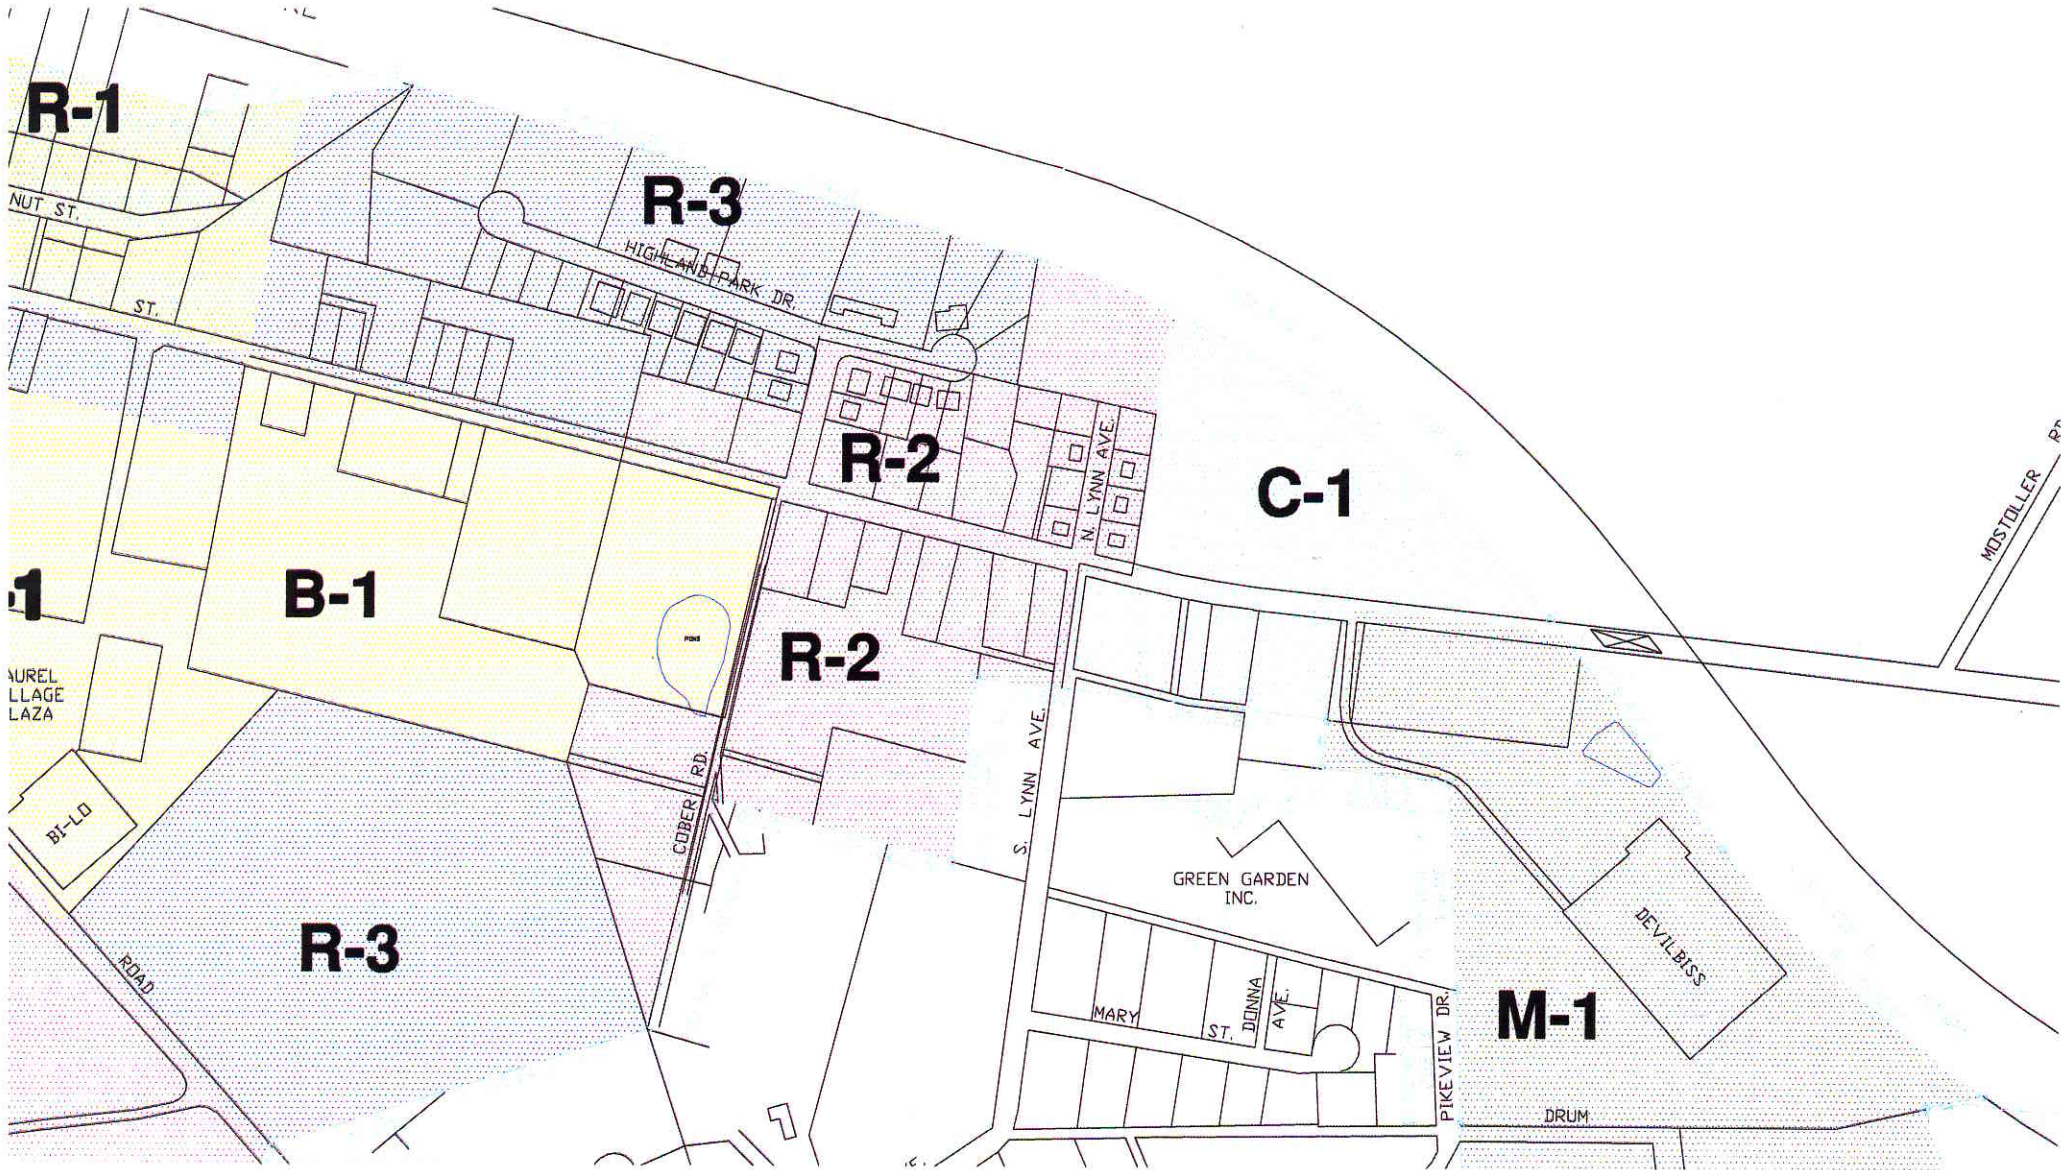 R-1
R-3
NUT ST.
HIGHLAND PARK DR.
ST.
R-2
N. LYNN AVE.
C-1
MOSTOLLER
-1
B-1
POND
R-2
AUREL
LLAGE
LAZA
S. LYNN AVE.
COBER RD.
BI-LO
GREEN GARDEN
INC.
DEVILBISS
R-3
ROAD
M-1
MARY ST.
DONNA
AVE.
PIKEVIEW DR.
DRUM